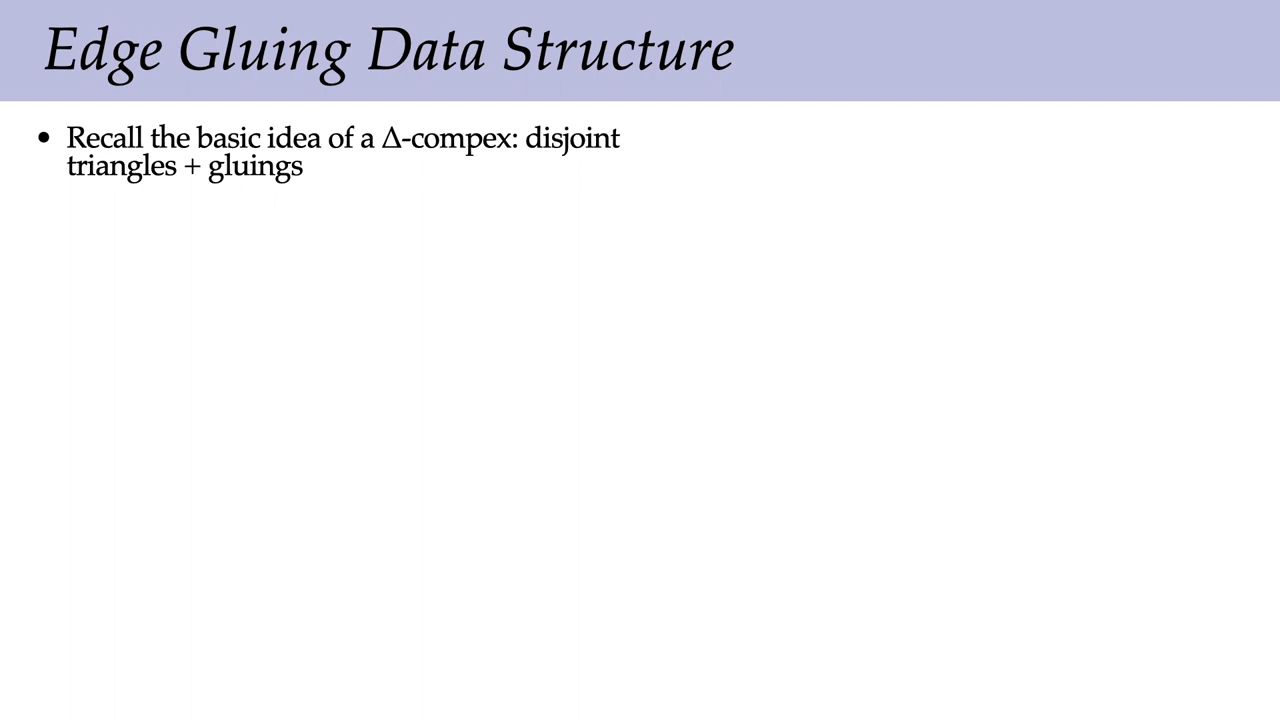 Edge Gluing Data Structure
• Recall the basic idea of a Δ-compex: disjoint
triangles + gluings